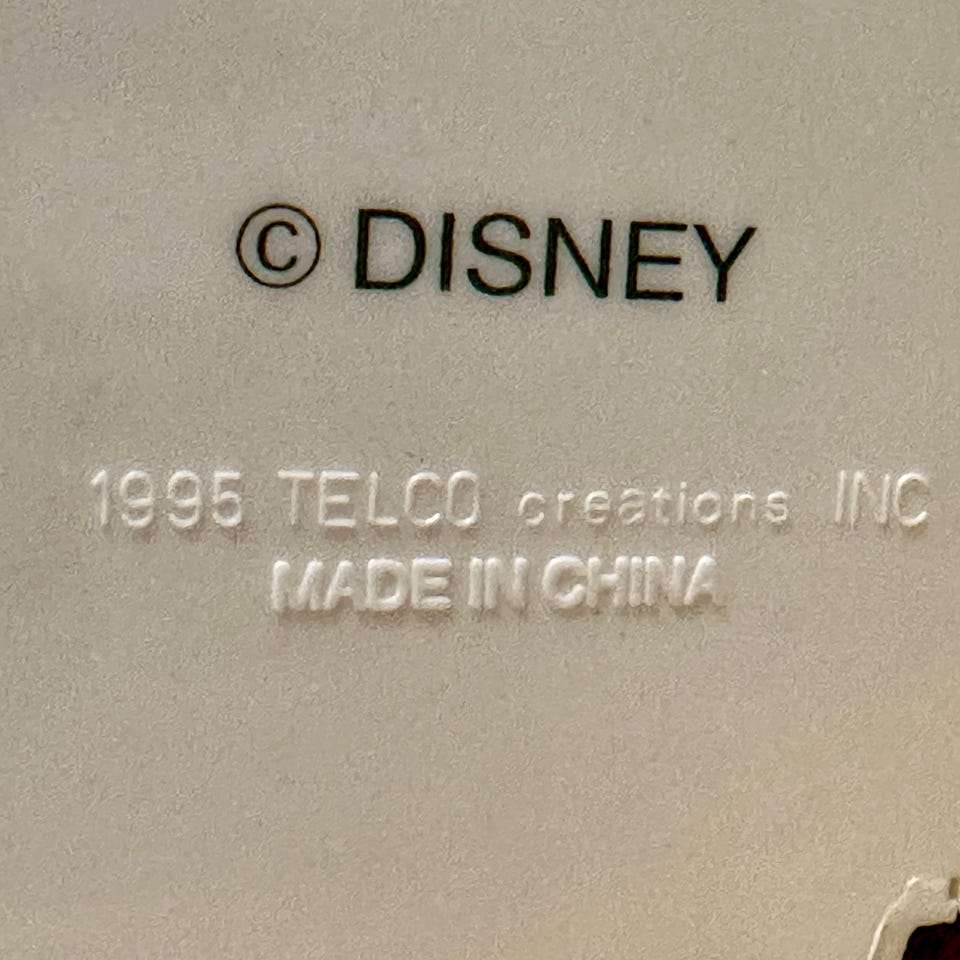 © DISNEY
1995 TELCO creations INC
MADE IN CHINA